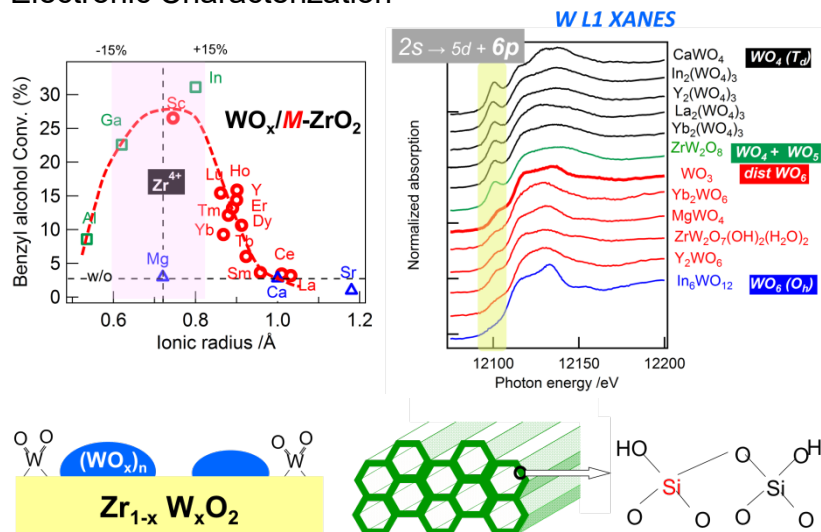 Electronic Characterization
W L1 XANES
-15%
+15%
Benzyl alcohol Conv. (%)
35
30
25
20
15
10
5
0
0.6
0.8
1.0
1.2
Ionic radius /Å
WOx/M-ZrO2
Zr4+
In
Sc
Ga
Al
Mg
w/o
Lu
Ho
Y
Er
Tm
Dy
Yb
Tb
Sm
Ce
La
Ca
Sr
2s → 5d + 6p
Normalized absorption
CaWO4
WO4 (Td)
In2(WO4)3
Y2(WO4)3
La2(WO4)3
Yb2(WO4)3
ZrW2O8
WO4 + WO5
WO3
dist WO6
Yb2WO6
MgWO4
ZrW2O7(OH)2(H2O)2
Y2WO6
In6WO12
WO6 (Oh)
12100
12150
12200
Photon energy /eV
O O
W
(WOx)n
O O
W
Zr1-x WxO2
HO
O
O H
Si
Si
O O O O